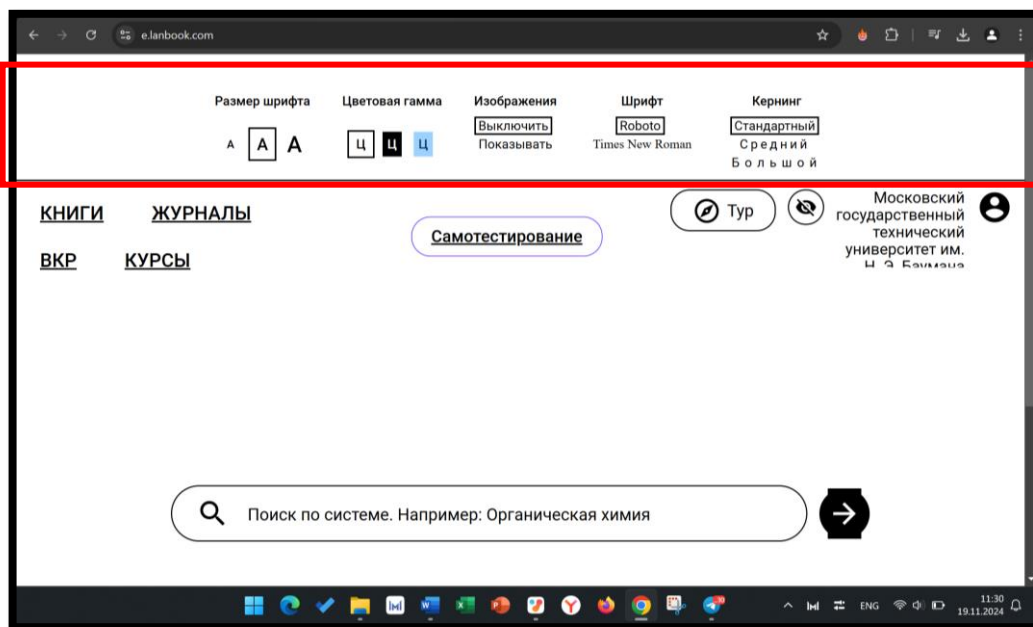 e.lanbook.com
Размер шрифта Цветовая гамма Изображения Шрифт Кернинг
А А А Ц Ц Ц Выключить Roboto Стандартный
Показывать Times New Roman Средний
Большой
КНИГИ ЖУРНАЛЫ
ВКР КУРСЫ
Самотестирование
Тур
Московский
государственный
технический
университет им.
Н. Э. Баумана
Поиск по системе. Например: Органическая химия
ENG 11:30
19.11.2024